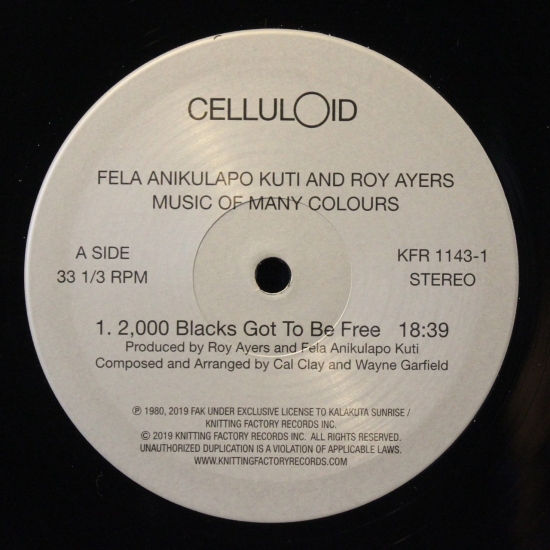 CELLULOID
FELA ANIKULAPO KUTI AND ROY AYERS
MUSIC OF MANY COLOURS
A SIDE
33 1/3 RPM
KFR 1143-1
STEREO
1. 2,000 Blacks Got To Be Free 18:39
Produced by Roy Ayers and Fela Anikulapo Kuti
Composed and Arranged by Cal Clay and Wayne Garfield
℗ 1980, 2019 FAK UNDER EXCLUSIVE LICENSE TO KALAKUTA SUNRISE /
KNITTING FACTORY RECORDS INC.
© 2019 KNITTING FACTORY RECORDS INC. ALL RIGHTS RESERVED.
UNAUTHORIZED DUPLICATION IS A VIOLATION OF APPLICABLE LAWS.
WWW.KNITTINGFACTORYRECORDS.COM